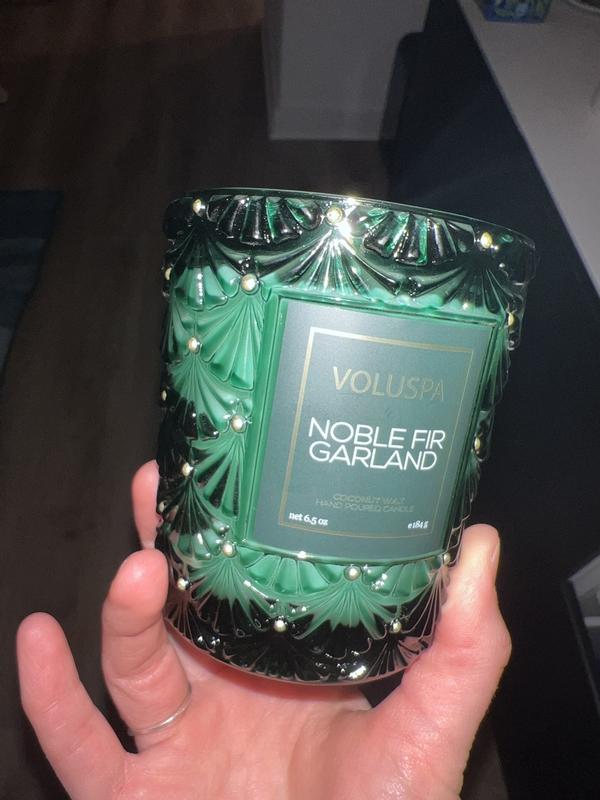 VOLUSPA
NOBLE FIR
GARLAND
COCONUT WAX
HAND POURED CANDLE
net 6.5 oz e184 g